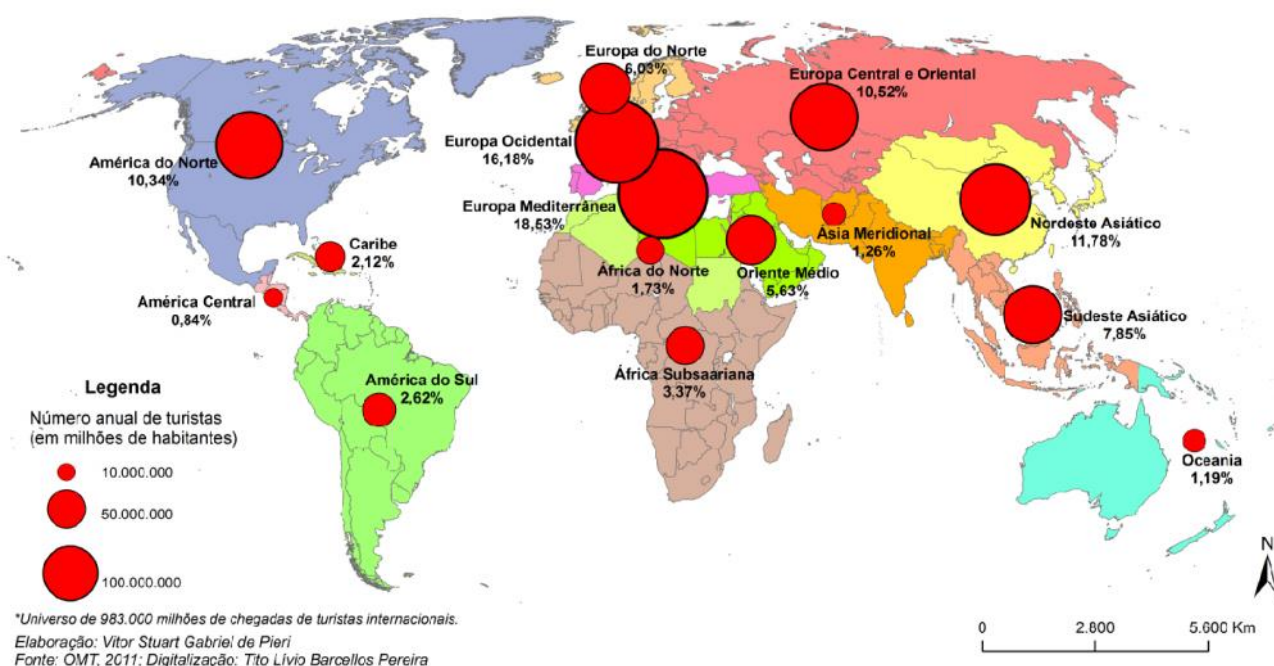 Europa do Norte
6,03%
Europa Central e Oriental
10,52%
América do Norte
10,34%
Europa Ocidental
16,18%
Europa Mediterrânea
18,53%
Caribe
2,12%
América Central
0,84%
África do Norte
1,73%
Oriente Médio
5,63%
Ásia Meridional
1,26%
Nordeste Asiático
11,78%
Sudeste Asiático
7,85%
África Subsaariana
3,37%
América do Sul
2,62%
Oceania
1,19%
Legenda
Número anual de turistas
(em milhões de habitantes)
10.000.000
50.000.000
100.000.000
*Universo de 983.000 milhões de chegadas de turistas internacionais.
Elaboração: Vitor Stuart Gabriel de Pieri
Fonte: OMT, 2011; Digitalização: Tito Lívio Barcellos Pereira
N
0 2.800 5.600 Km